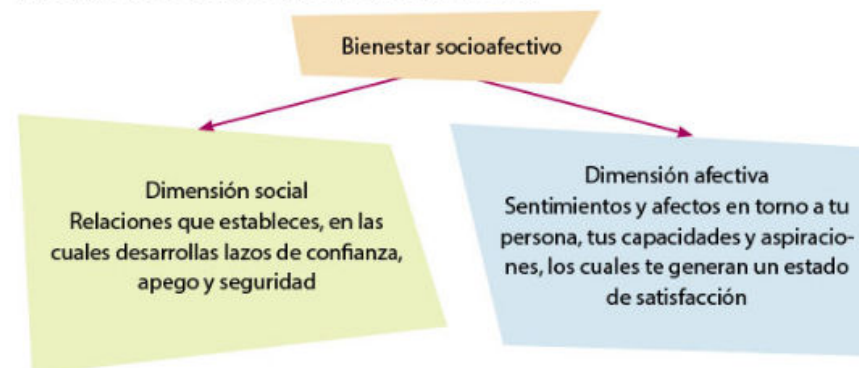 Bienestar socioafectivo
Dimensión social
Relaciones que estableces, en las
cuales desarrollas lazos de confianza,
apego y seguridad
Dimensión afectiva
Sentimientos y afectos en torno a tu
persona, tus capacidades y aspiracio-
nes, los cuales te generan un estado
de satisfacción